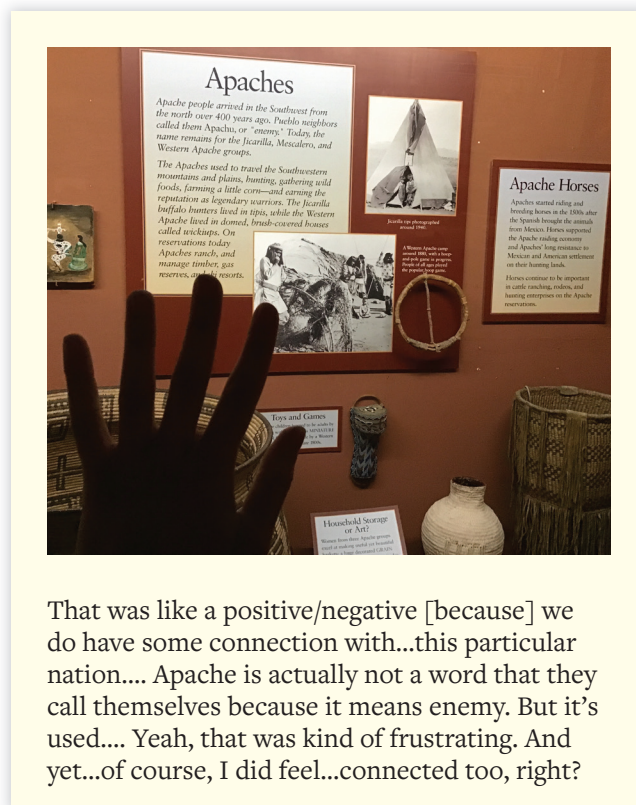 Apaches
Apache people arrived in the Southwest from
the north over 400 years ago. Pueblo neighbors
called them Apachu, or "enemy." Today, the
name remains for the Jicarilla, Mescalero, and
Western Apache groups.
The Apaches used to travel the Southwestern
mountains and plains, hunting, gathering wild
foods, farming a little corn—and earning the
reputation as legendary warriors. The Jicarilla
buffalo hunters lived in tipis, while the Western
Apache lived in domed, brush-covered houses
called wickiups. On
reservations today
Apaches ranch, and
manage timber, gas
reserves, and ski resorts.
Jicarilla tipi photographed
around 1940.
A Western Apache camp
around 1880, with a hoop-
and-pole game in progress.
People of all ages played
the popular hoop game.
Apache Horses
Apaches started riding and
breeding horses in the 1500s after
the Spanish brought the animals
from Mexico. Horses supported
the Apache raiding economy
and Apaches' long resistance to
Mexican and American settlement
on their hunting lands.
Horses continue to be important
in cattle ranching, rodeos, and
hunting enterprises on the Apache
reservations.
Toys and Games
MINIATURE
by a Western
Household Storage
or Art?
Women from three Apache groups
That was like a positive/negative [because] we
do have some connection with...this particular
nation.... Apache is actually not a word that they
call themselves because it means enemy. But it's
used.... Yeah, that was kind of frustrating. And
yet...of course, I did feel...connected too, right?